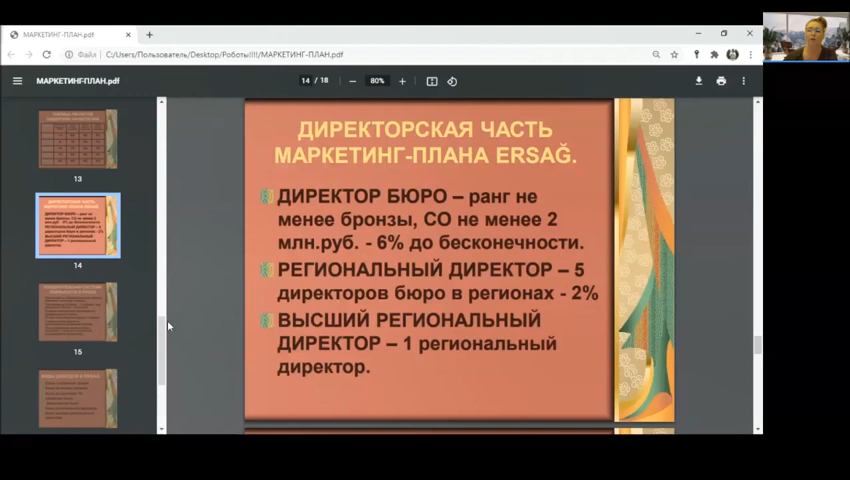 МАРКЕТИНГ-ПЛАН.pdf
Файл | C:/Users/Пользователь/Desktop/Роботы!!!!/МАРКЕТИНГ-ПЛАН.pdf
МАРКЕТИНГ-ПЛАН.pdf
14 / 18
80%
13
14
15
ДИРЕКТОРСКАЯ ЧАСТЬ
МАРКЕТИНГ-ПЛАНА ERSAĞ.
ДИРЕКТОР БЮРО – ранг не
менее бронзы, СО не менее 2
млн.руб. - 6% до бесконечности.
РЕГИОНАЛЬНЫЙ ДИРЕКТОР – 5
директоров бюро в регионах - 2%
ВЫСШИЙ РЕГИОНАЛЬНЫЙ
ДИРЕКТОР – 1 региональный
директор.